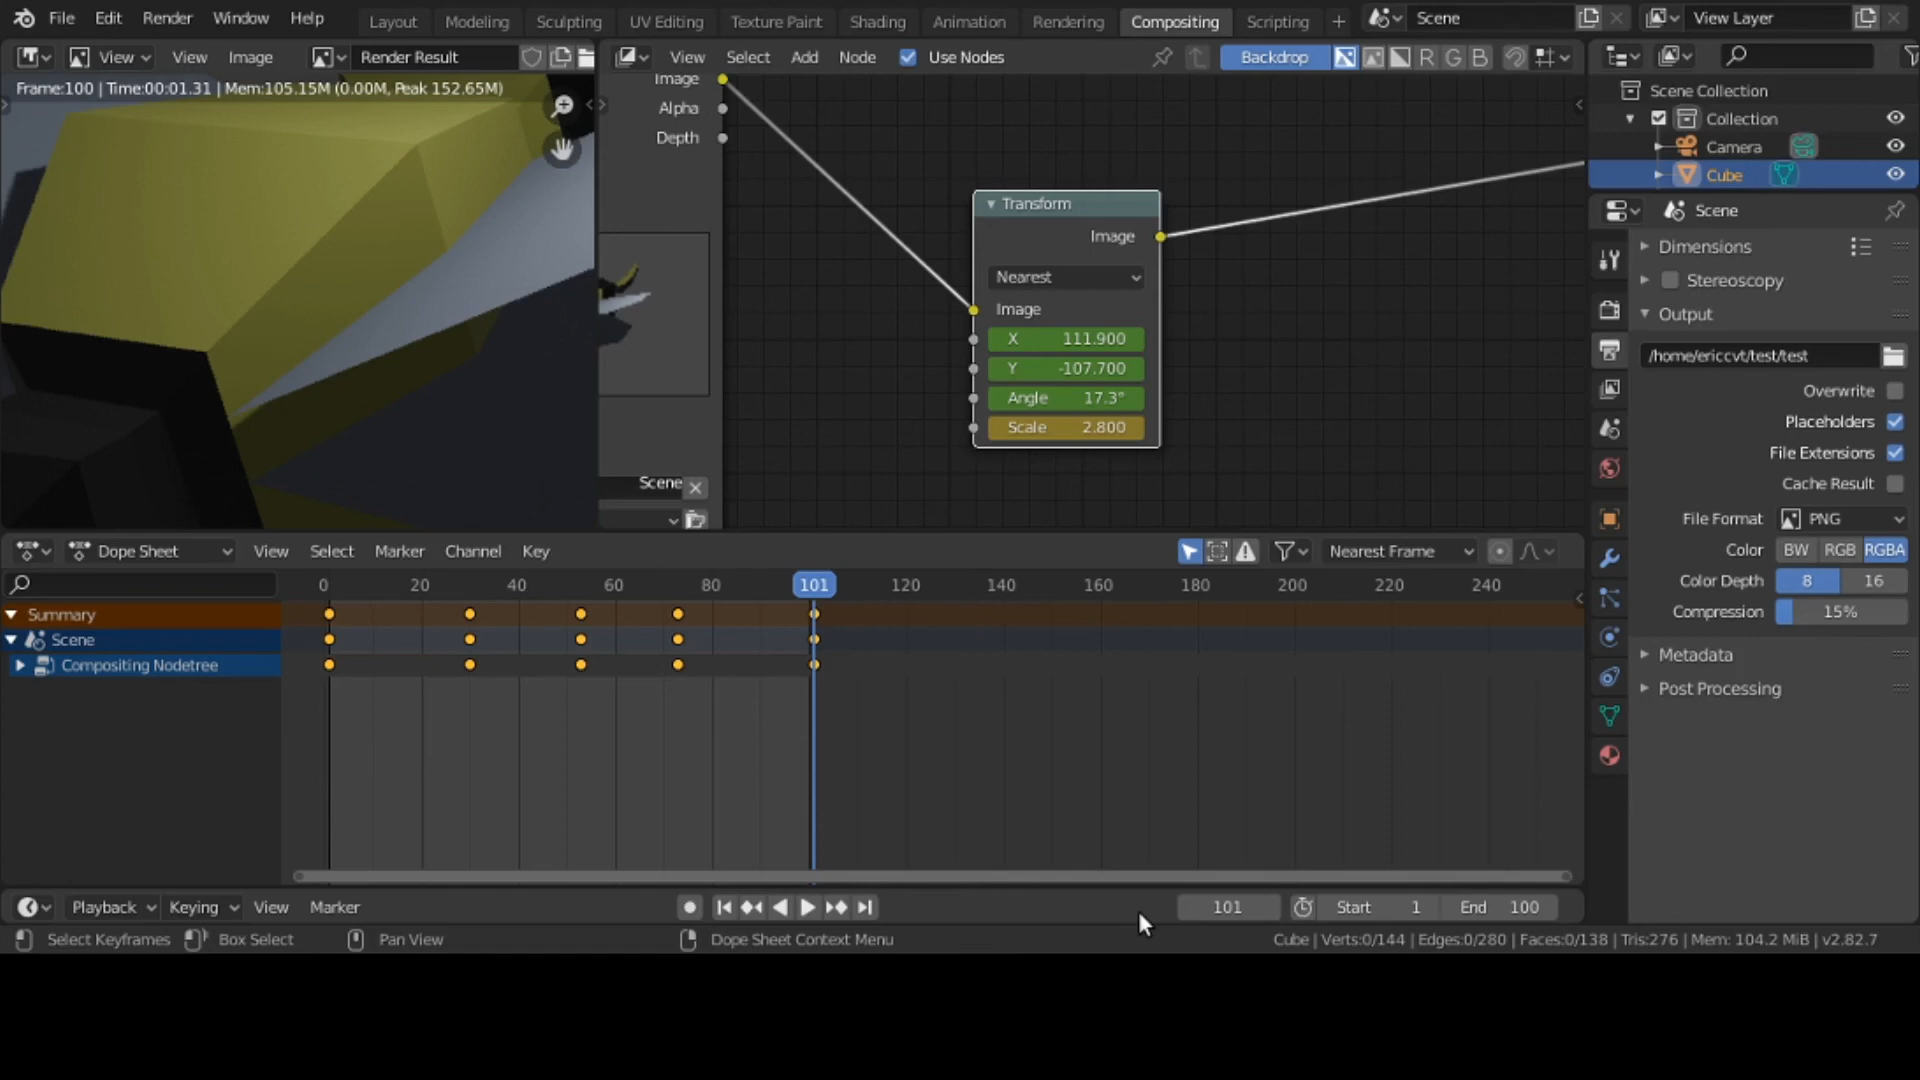 File Edit Render Window Help Layout Modeling Sculpting UV Editing Texture Paint Shading Animation Rendering Compositing Scripting + Scene View Layer
View View Image Render Result View Select Add Node Use Nodes Backdrop R G B
Frame:100 | Time:00:01.31 | Mem:105.15M (0.00M, Peak 152.65M)
Image
Alpha
Depth
Transform
Image
Nearest
Image
X 111.900
Y -107.700
Angle 17.3°
Scale 2.800
Scene
Scene Collection
Collection
Camera
Cube
Scene
Dimensions
Stereoscopy
Output
/home/ericcvt/test/test
Overwrite
Placeholders
File Extensions
Cache Result
File Format PNG
Color BW RGB RGBA
Color Depth 8 16
Compression 15%
Metadata
Post Processing
Dope Sheet View Select Marker Channel Key Nearest Frame
0 20 40 60 80 101 120 140 160 180 200 220 240
Summary
Scene
Compositing Nodetree
Playback Keying View Marker 101 Start 1 End 100
Select Keyframes Box Select Pan View Dope Sheet Context Menu Cube | Verts:0/144 | Edges:0/280 | Faces:0/138 | Tris:276 | Mem: 104.2 MiB | v2.82.7